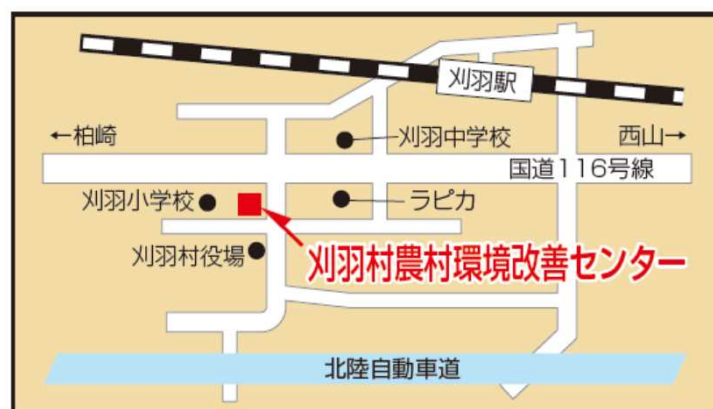 刈羽駅
←柏崎
刈羽中学校
西山→
国道116号線
刈羽小学校
ラピカ
刈羽村役場
刈羽村農村環境改善センター
北陸自動車道